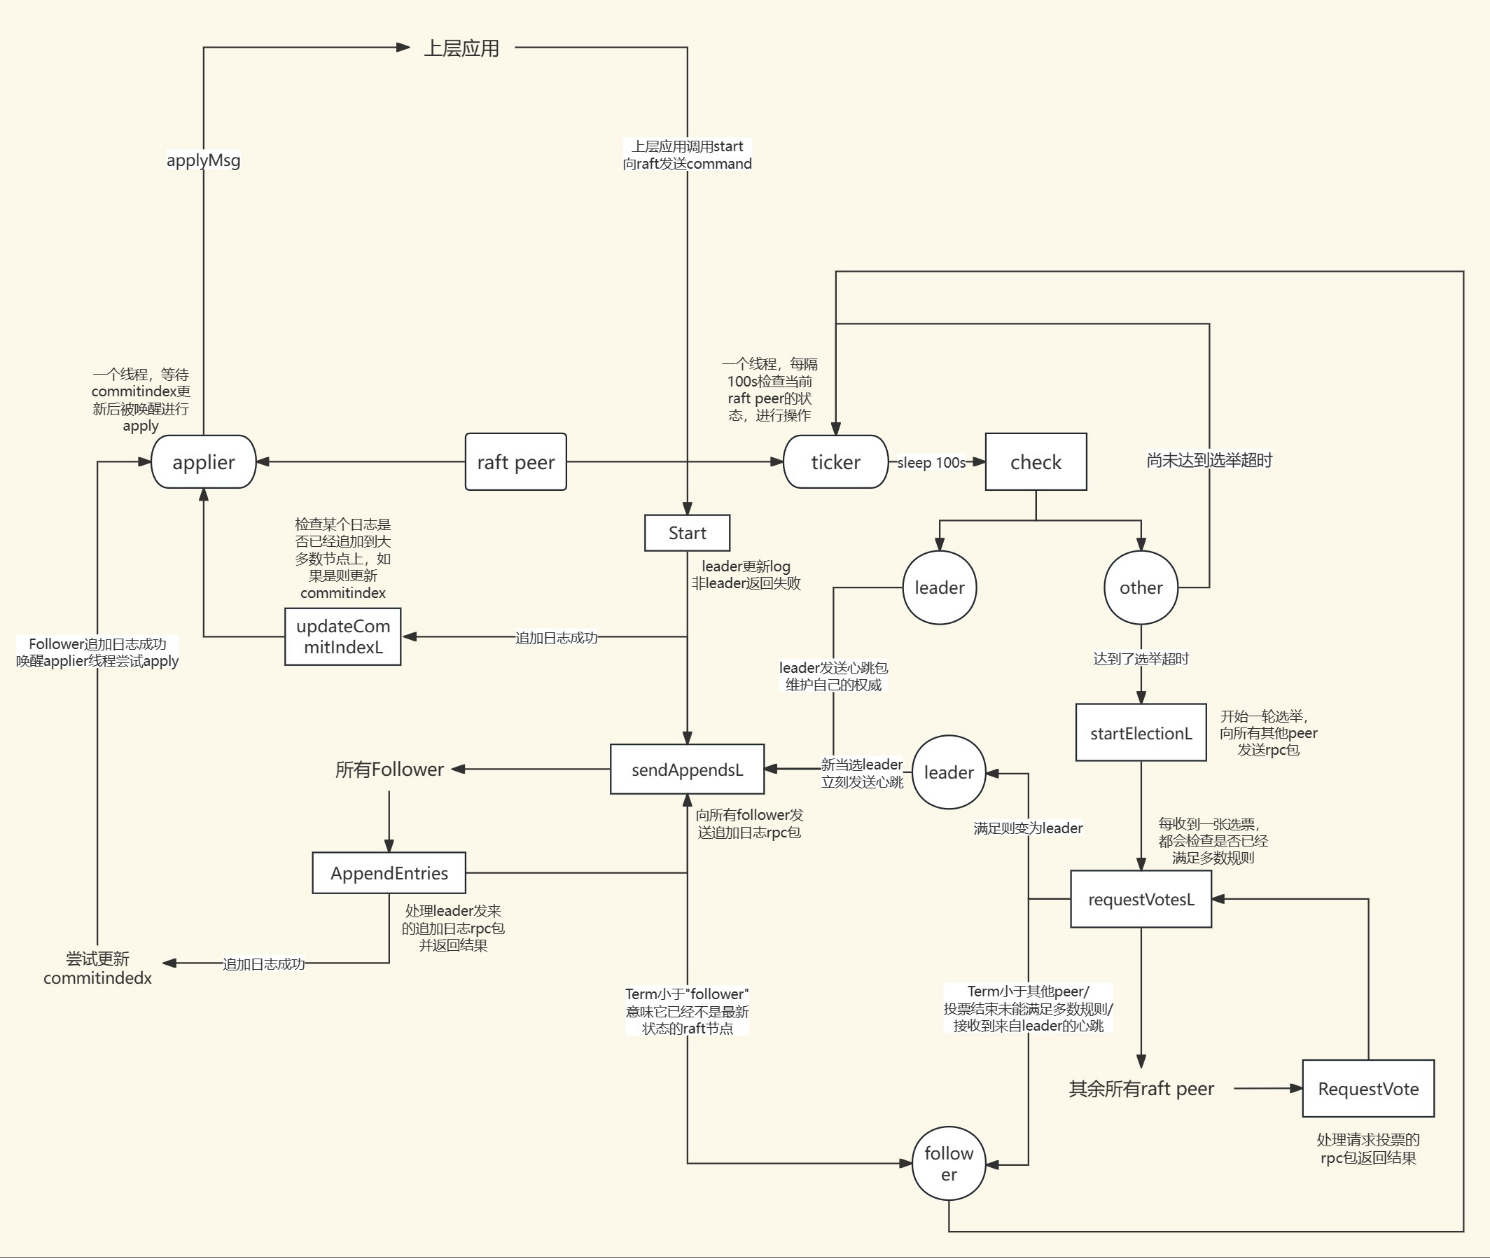 上层应用
applyMsg
上层应用调用start
向raft发送command
一个线程，等待
commitindex更
新后被唤醒进行
apply
一个线程，每隔
100s检查当前
raft peer的状
态，进行操作
applier
raft peer
ticker
sleep 100s
check
尚未达到选举超时
检查某个日志是
否已经追加到大
多数节点上，如
果是则更新
commitindex
Start
leader更新log
非leader返回失败
leader
other
updateCom
mitIndexL
追加日志成功
Follower追加日志成功
唤醒applier线程尝试apply
leader发送心跳包
维护自己的权威
达到了选举超时
startElectionL
开始一轮选举，
向所有其他peer
发送rpc包
所有Follower
sendAppendsL
新当选leader
立刻发送心跳
leader
向所有follower发
送追加日志rpc包
满足则变为leader
每收到一张选票，
都会检查是否已经
满足多数规则
AppendEntries
requestVotesL
处理leader发来
的追加日志rpc包
并返回结果
尝试更新
commitindedx
追加日志成功
Term小于"follower"
意味它已经不是最新
状态的raft节点
Term小于其他peer/
投票结束未能满足多数规则/
接收到来自leader的心跳
其余所有raft peer
RequestVote
处理请求投票的
rpc包返回结果
follow
er